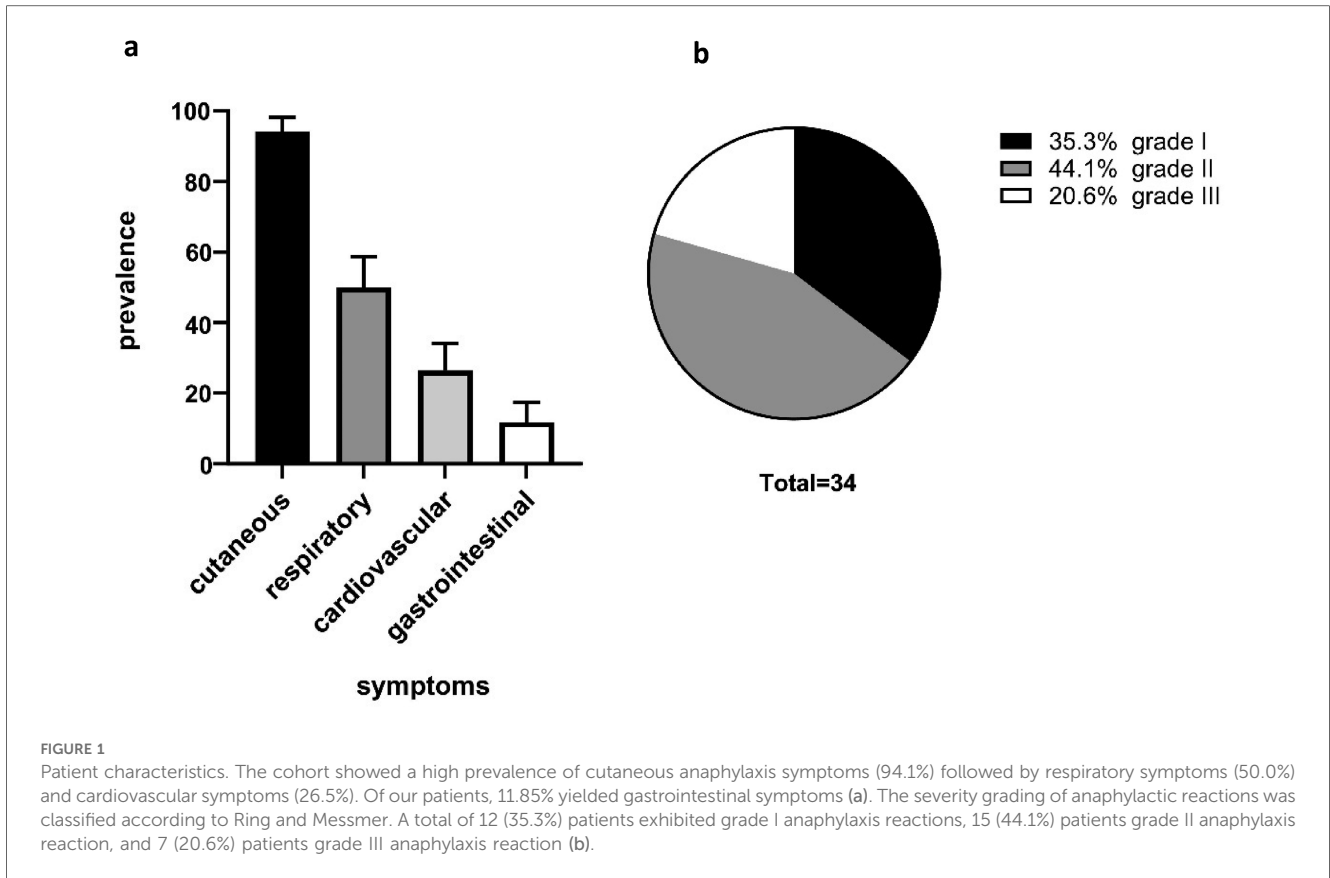 a
b
100
80
60
40
20
0
prevalence
cutaneous
respiratory
cardiovascular
gastrointestinal
symptoms
35.3% grade I
44.1% grade II
20.6% grade III
Total=34
FIGURE 1
Patient characteristics. The cohort showed a high prevalence of cutaneous anaphylaxis symptoms (94.1%) followed by respiratory symptoms (50.0%)
and cardiovascular symptoms (26.5%). Of our patients, 11.85% yielded gastrointestinal symptoms (a). The severity grading of anaphylactic reactions was
classified according to Ring and Messmer. A total of 12 (35.3%) patients exhibited grade I anaphylaxis reactions, 15 (44.1%) patients grade II anaphylaxis
reaction, and 7 (20.6%) patients grade III anaphylaxis reaction (b).